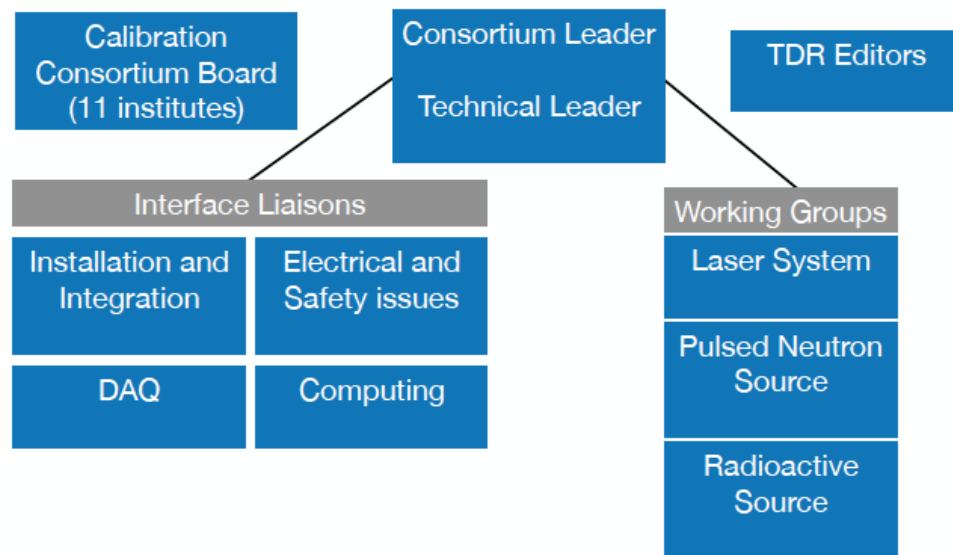 Calibration
Consortium Board
(11 institutes)
Consortium Leader
Technical Leader
TDR Editors
Interface Liaisons
Installation and
Integration
Electrical and
Safety issues
DAQ
Computing
Working Groups
Laser System
Pulsed Neutron
Source
Radioactive
Source